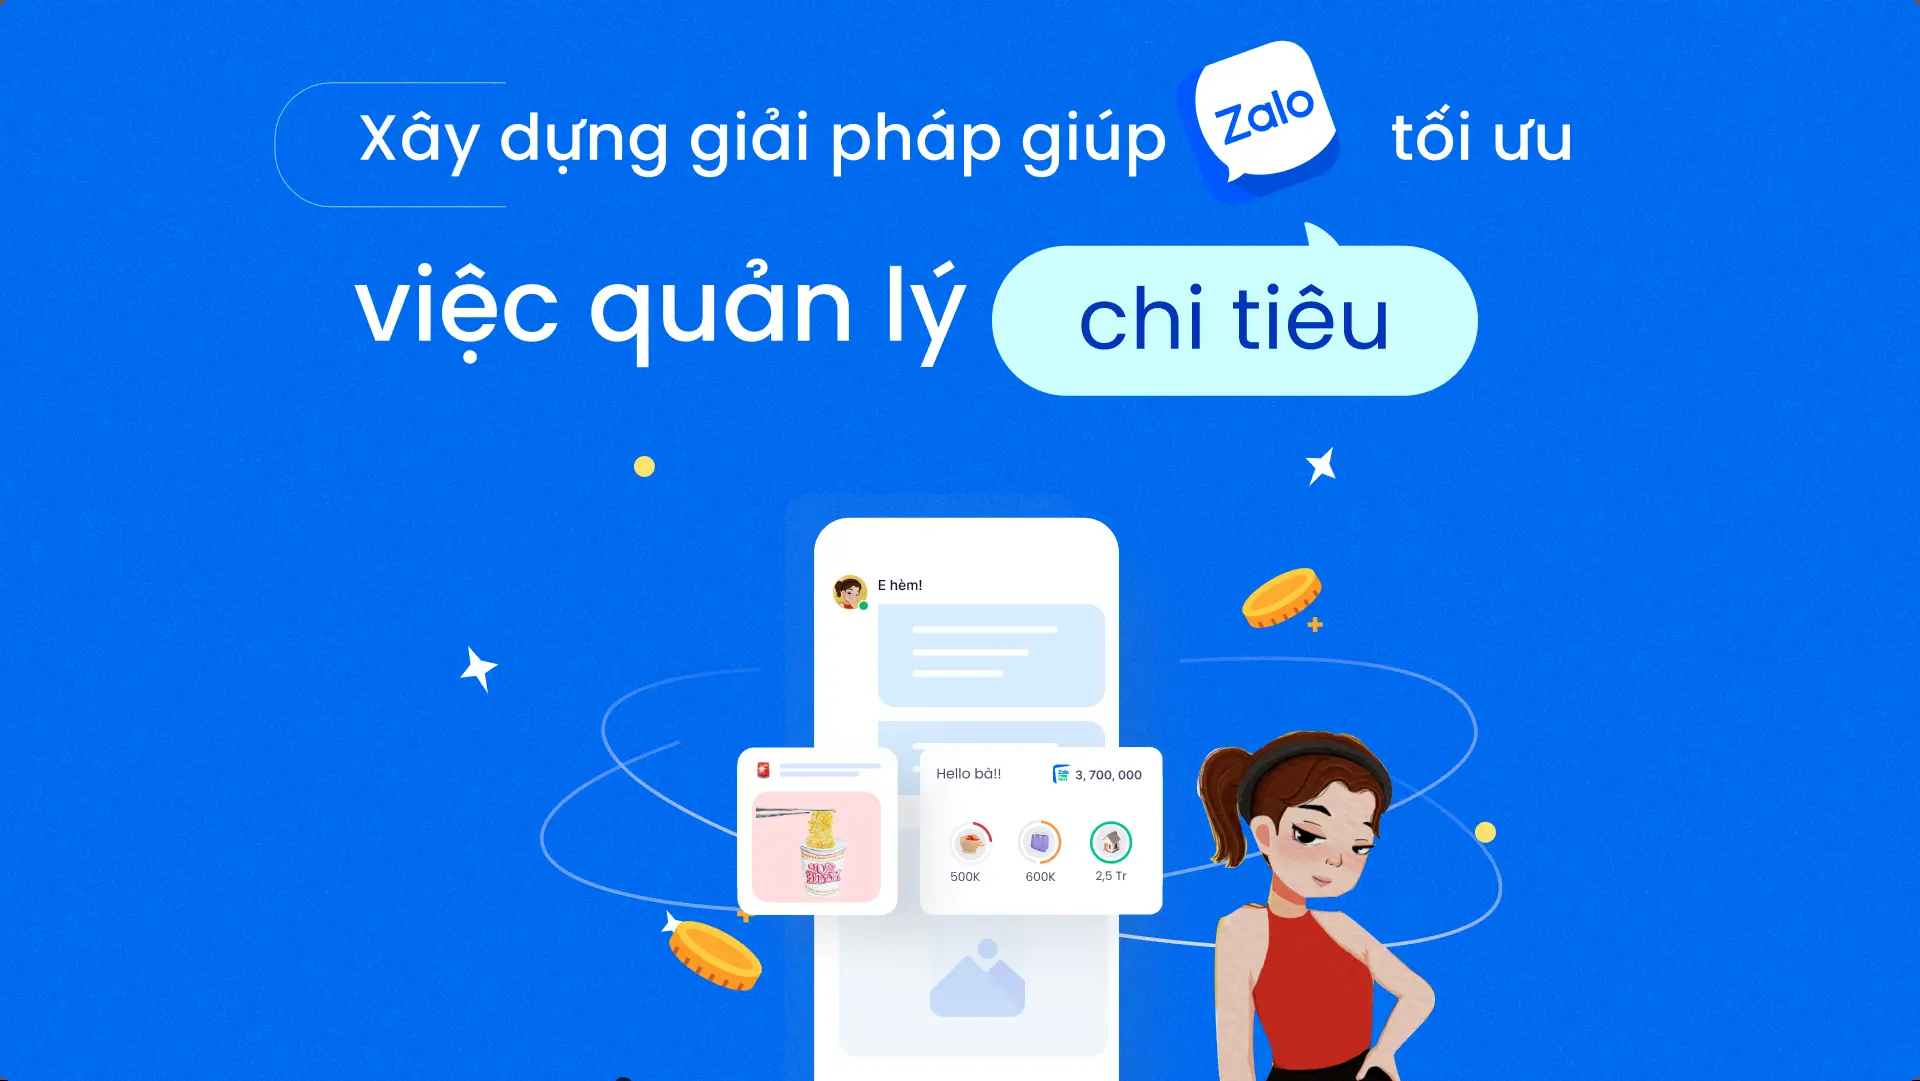 Xây dựng giải pháp giúp Zalo tối ưu
việc quản lý chi tiêu
E hèm!
Hello bà!! 3, 700, 000
500K 600K 2,5 Tr